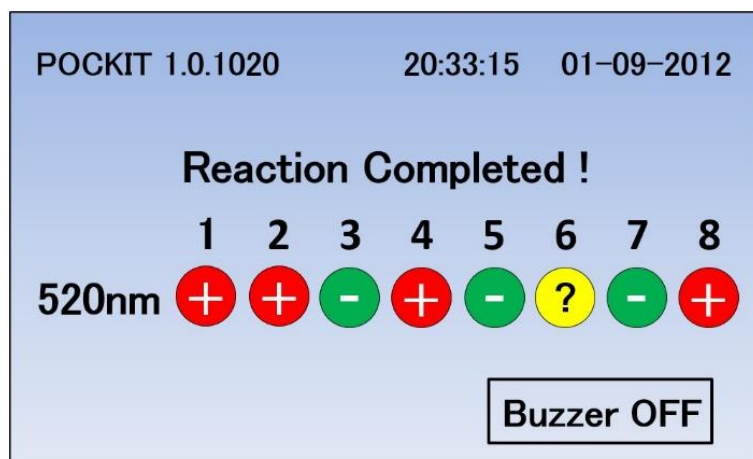 POCKIT 1.0.1020 20:33:15 01-09-2012
Reaction Completed !
1 2 3 4 5 6 7 8
520nm + + - + - ? - +
Buzzer OFF